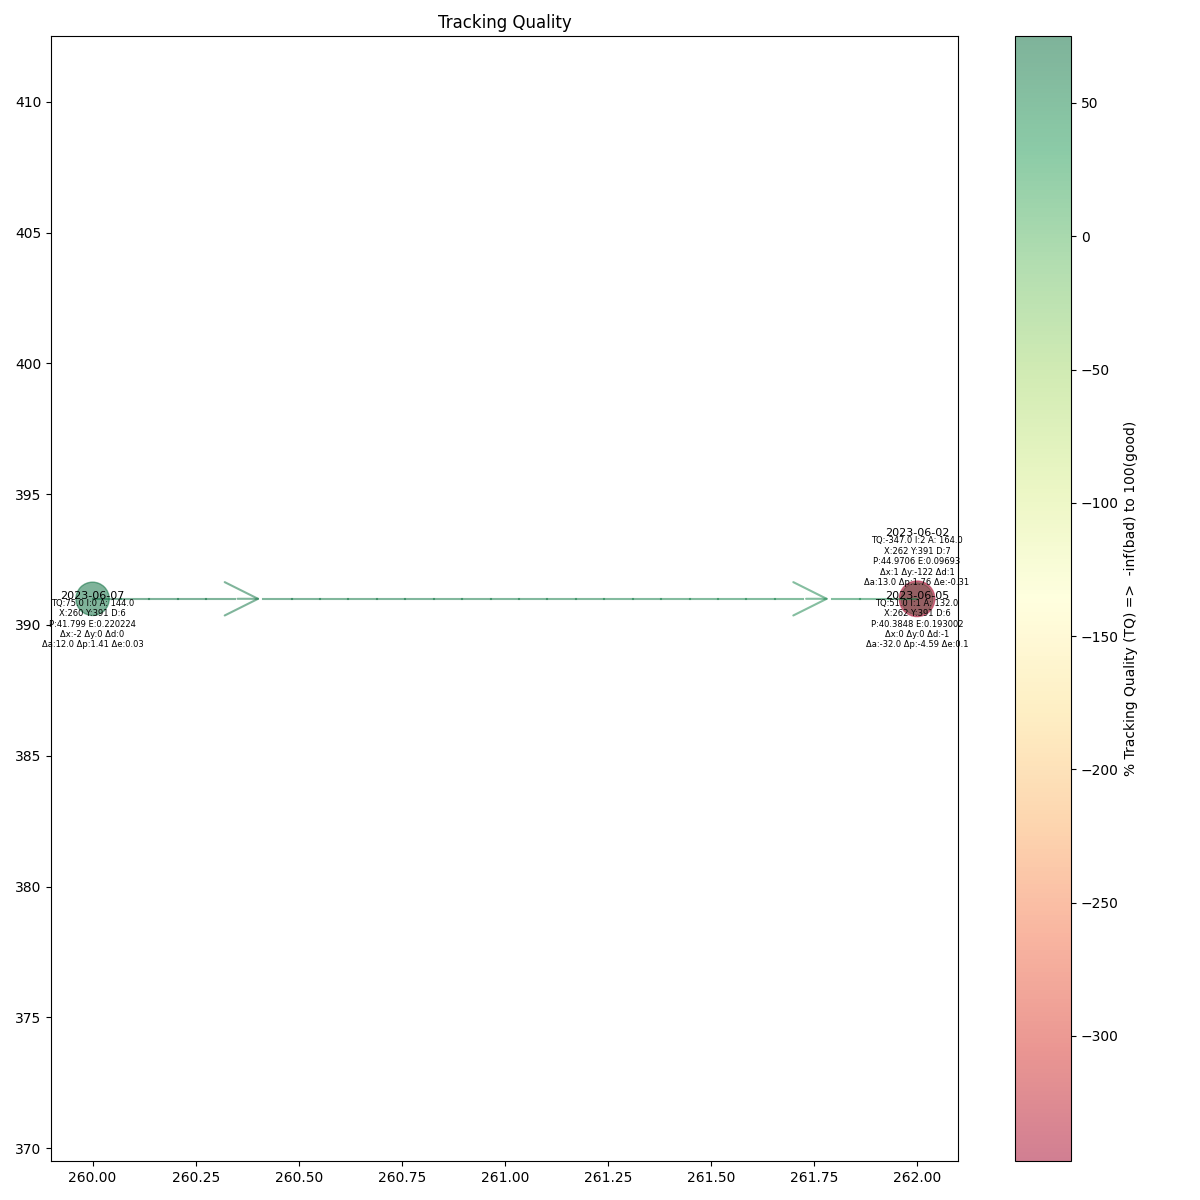 Tracking Quality
410
405
400
395
390
385
380
375
370
2023-06-02
TQ:-347.0 I:2 A: 164.0
X:262 Y:391 D:7
P:44.9706 E:0.09693
Δx:1 Δy:-122 Δd:1
Δa:13.0 Δp:1.76 Δe:-0.31
2023-06-07
TQ:75.0 I:0 A: 144.0
X:260 Y:391 D:6
P:41.799 E:0.220224
Δx:-2 Δy:0 Δd:0
Δa:12.0 Δp:1.41 Δe:0.03
2023-06-05
TQ:51.0 I:1 A: 132.0
X:262 Y:391 D:6
P:40.3848 E:0.193002
Δx:0 Δy:0 Δd:-1
Δa:-32.0 Δp:-4.59 Δe:0.1
260.00 260.25 260.50 260.75 261.00 261.25 261.50 261.75 262.00
50
0
−50
−100
−150
−200
−250
−300
% Tracking Quality (TQ) => -inf(bad) to 100(good)